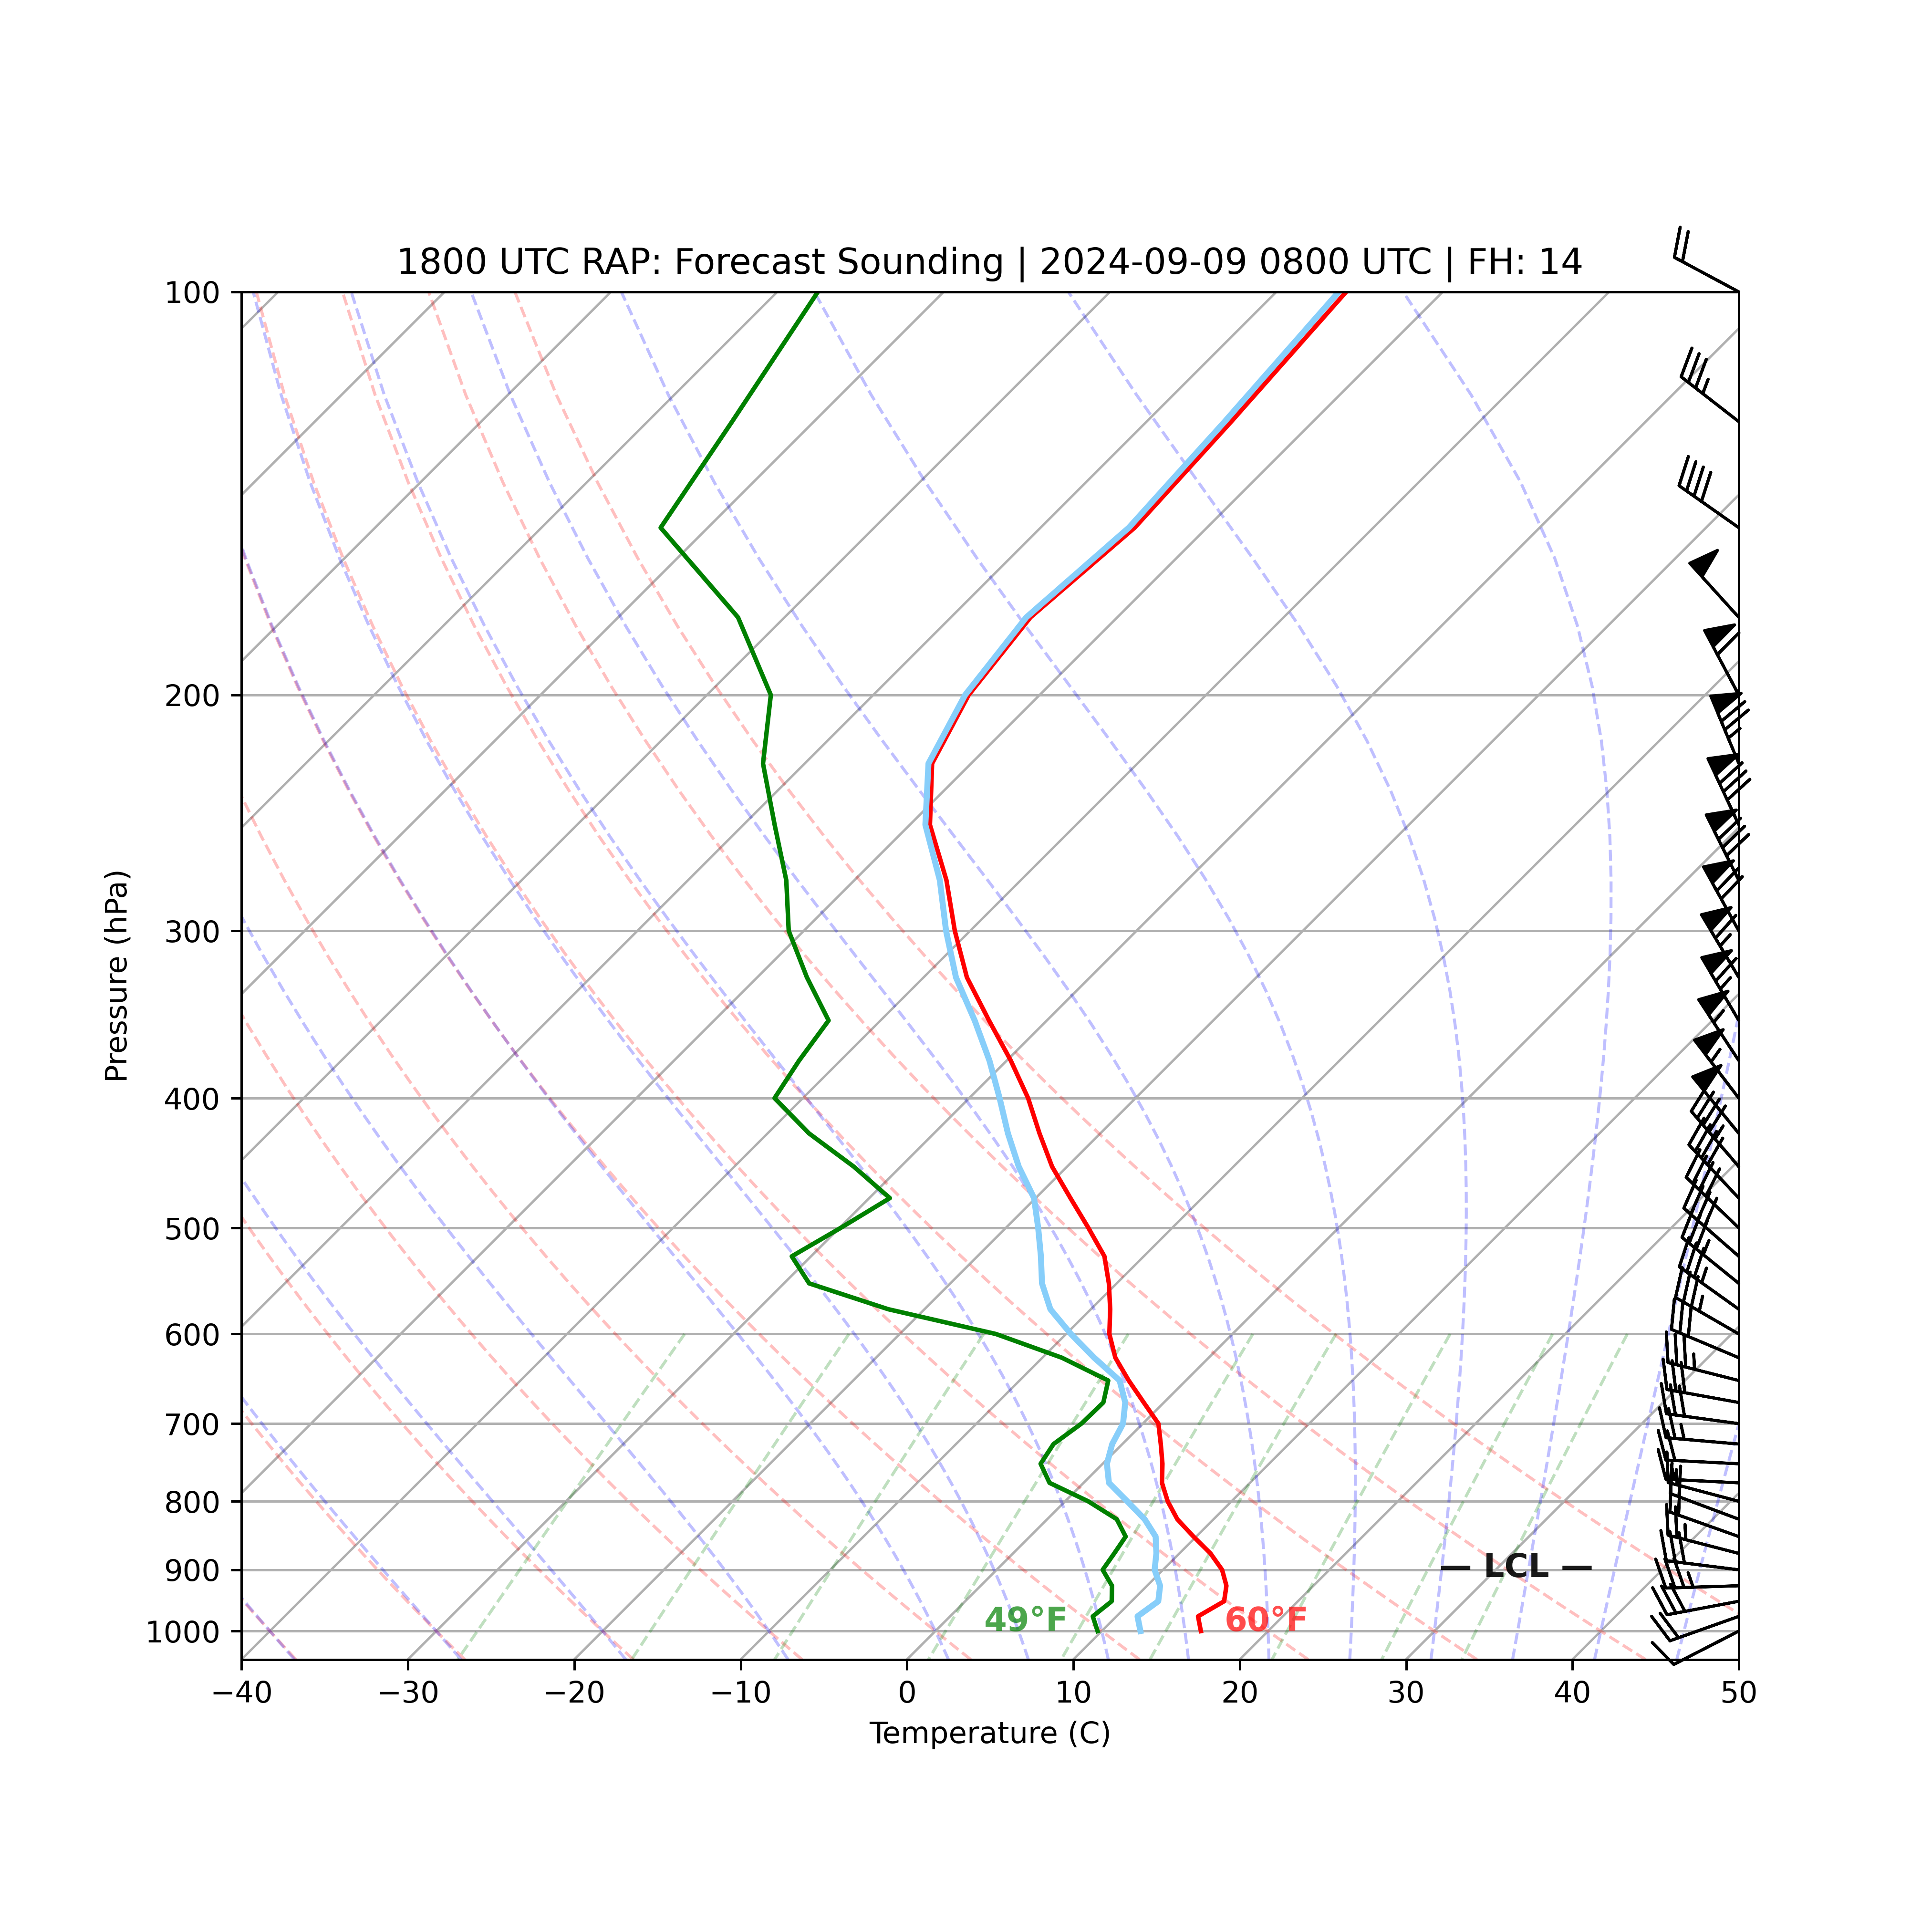 1800 UTC RAP: Forecast Sounding | 2024-09-09 0800 UTC | FH: 14
100
200
300
400
500
600
700
800
900
1000
Pressure (hPa)
— LCL —
49°F
60°F
−40 −30 −20 −10 0 10 20 30 40 50
Temperature (C)